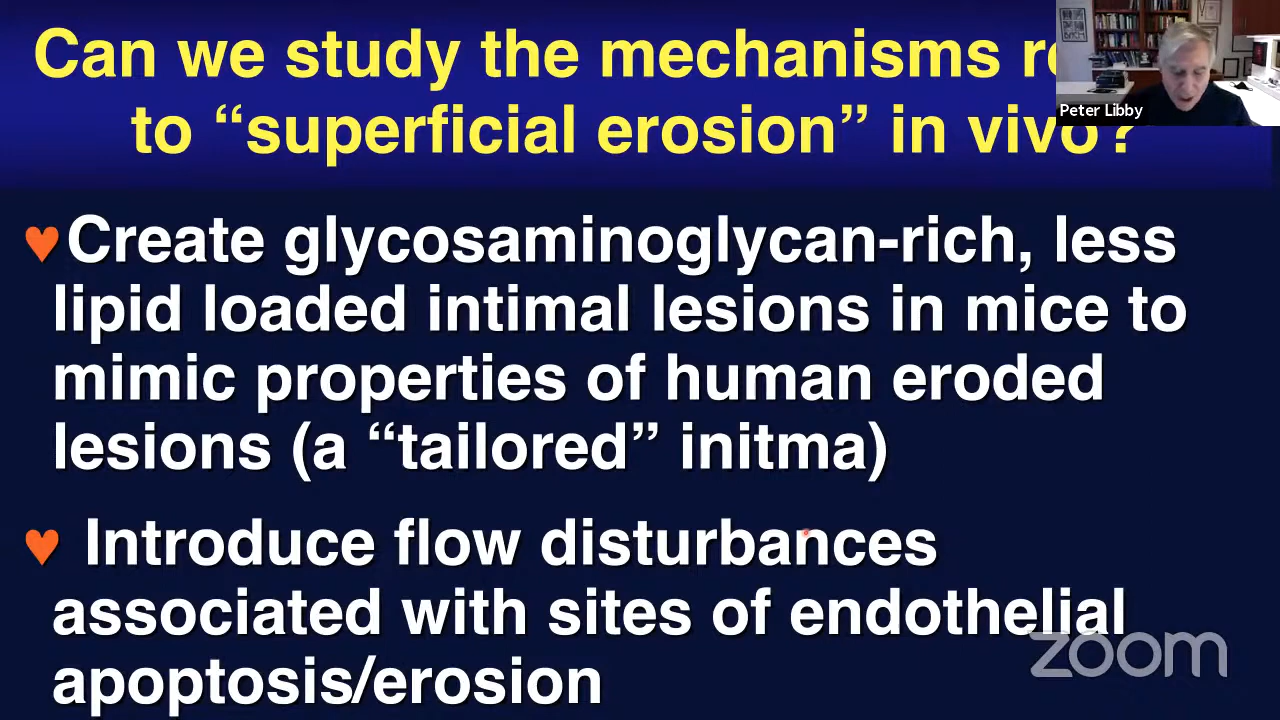 Can we study the mechanisms
to “superficial erosion” in vivo?
Peter Libby
♥Create glycosaminoglycan-rich, less
lipid loaded intimal lesions in mice to
mimic properties of human eroded
lesions (a “tailored” initma)
♥ Introduce flow disturbances
associated with sites of endothelial
apoptosis/erosion
zoom